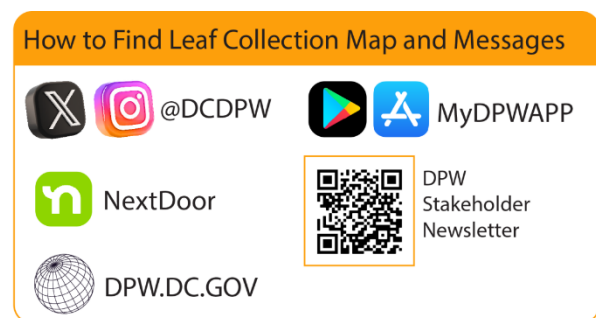 How to Find Leaf Collection Map and Messages
@DCDPW
MyDPWAPP
NextDoor
DPW
Stakeholder
Newsletter
DPW.DC.GOV